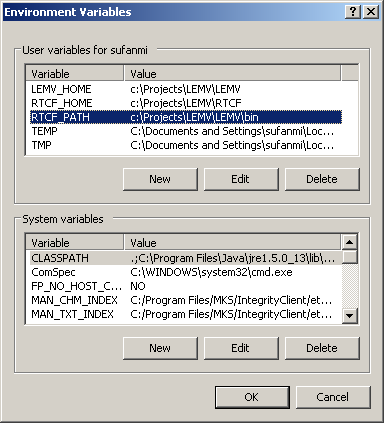 Environment Variables
User variables for sufanmi
Variable Value
LEMV_HOME c:\Projects\LEMV\LEMV
RTCF_HOME c:\Projects\LEMV\RTCF
RTCF_PATH c:\Projects\LEMV\LEMV\bin
TEMP C:\Documents and Settings\sufanmi\Loc...
TMP C:\Documents and Settings\sufanmi\Loc...
New Edit Delete
System variables
Variable Value
CLASSPATH .;C:\Program Files\Java\jre1.5.0_13\lib\...
ComSpec C:\WINDOWS\system32\cmd.exe
FP_NO_HOST_C... NO
MAN_CHM_INDEX C:/Program Files/MKS/IntegrityClient/et...
MAN_TXT_INDEX C:/Program Files/MKS/IntegrityClient/et...
New Edit Delete
OK Cancel